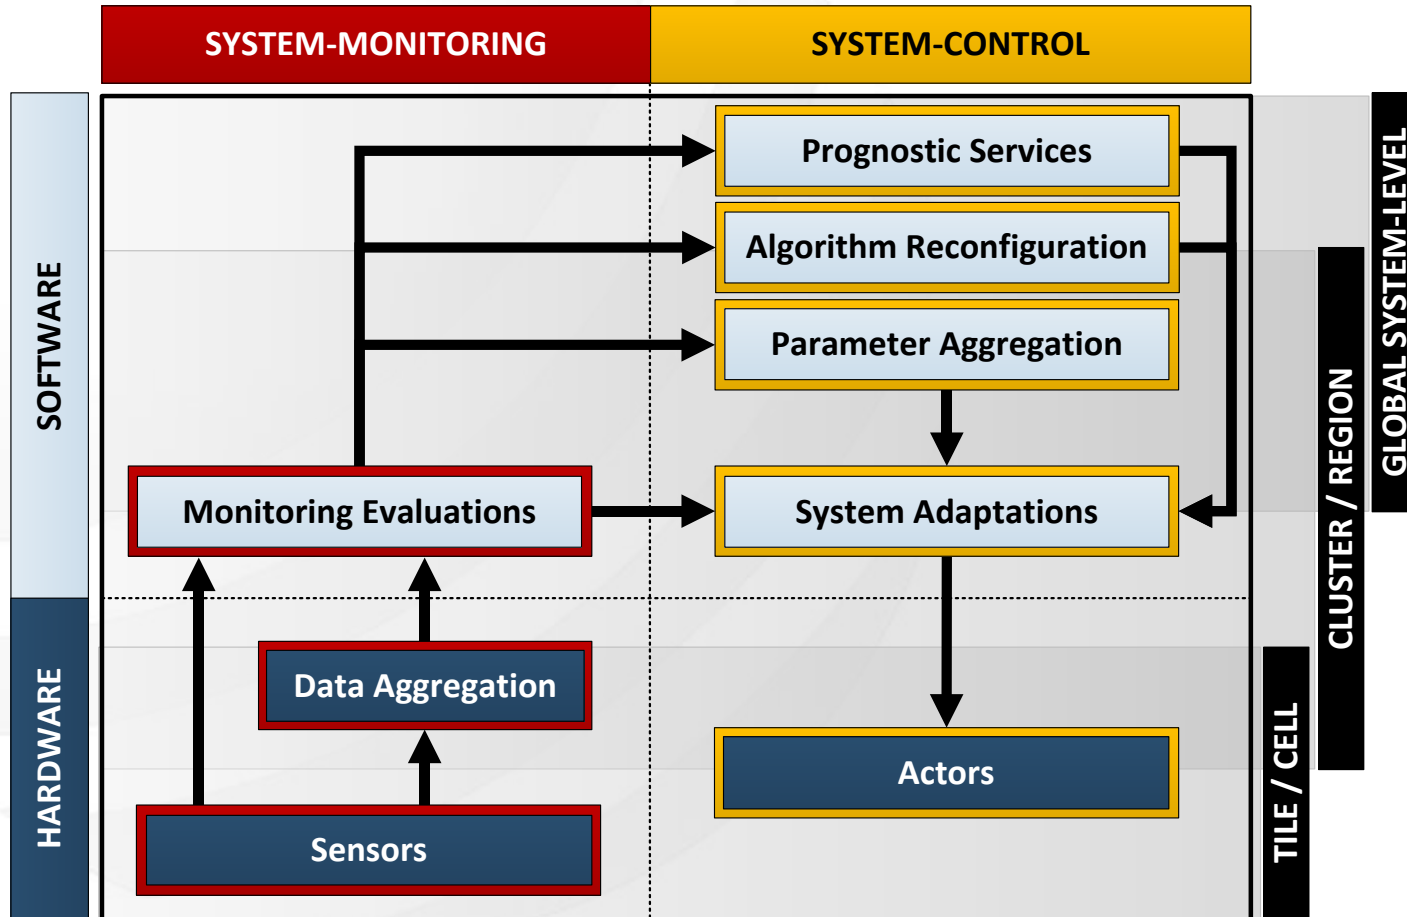 SYSTEM-MONITORING
SYSTEM-CONTROL
SOFTWARE
HARDWARE
Prognostic Services
Algorithm Reconfiguration
Parameter Aggregation
Monitoring Evaluations
System Adaptations
Data Aggregation
Actors
Sensors
TILE / CELL
CLUSTER / REGION
GLOBAL SYSTEM-LEVEL